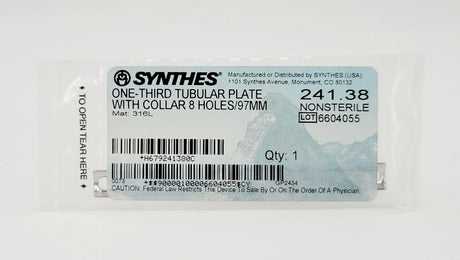 SYNTHES®
Manufactured or Distributed by SYNTHES (USA)
1101 Synthes Avenue, Monument, CO 80132
ONE-THIRD TUBULAR PLATE
WITH COLLAR 8 HOLES/97MM
Mat: 316L
241.38
NONSTERILE
LOT 6604055
*H679241380C
Qty: 1
GP2434
CAUTION: Federal Law Restricts This Device To Sale By Or On The Order Of A Physician.
TO OPEN TEAR HERE